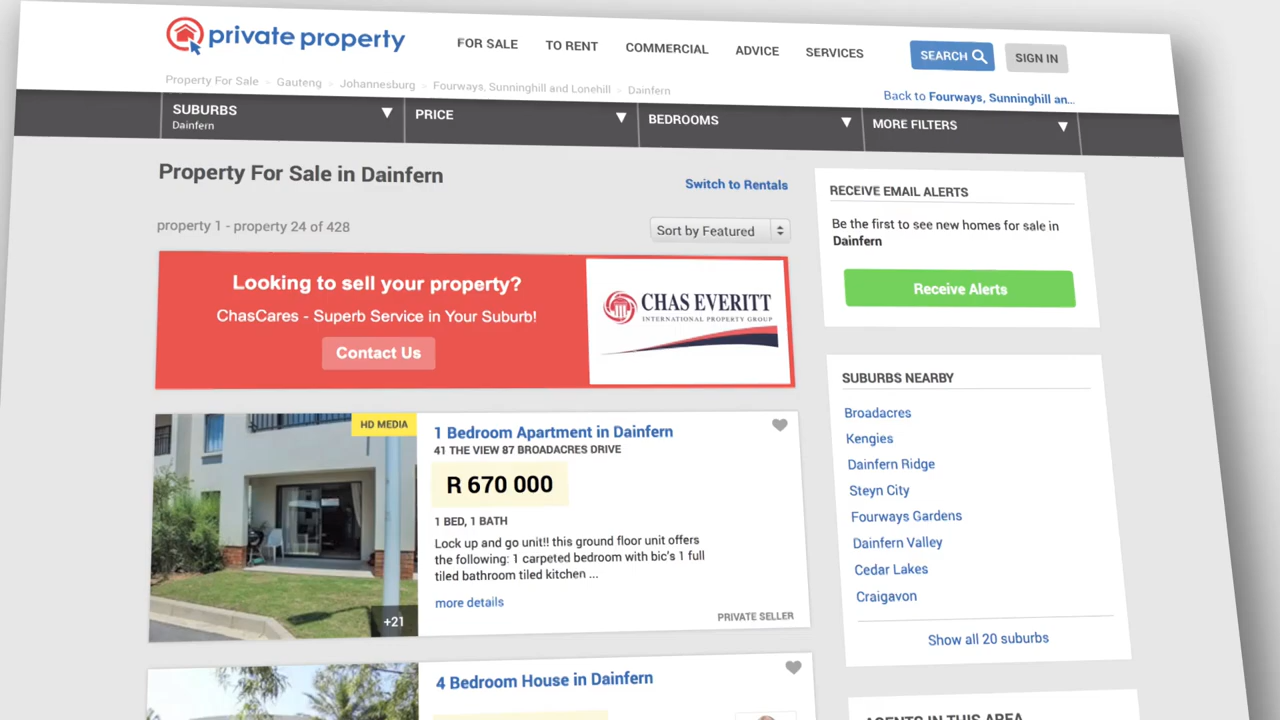 private property
FOR SALE
TO RENT
COMMERCIAL
ADVICE
SERVICES
SEARCH
SIGN IN
Property For Sale > Gauteng > Johannesburg > Fourways, Sunninghill and Lonehill > Dainfern
Back to Fourways, Sunninghill an...
SUBURBS
Dainfern
PRICE
BEDROOMS
MORE FILTERS
Property For Sale in Dainfern
Switch to Rentals
property 1 - property 24 of 428
Sort by Featured
Looking to sell your property?
ChasCares - Superb Service in Your Suburb!
Contact Us
CHAS EVERITT
INTERNATIONAL PROPERTY GROUP
HD MEDIA
+21
1 Bedroom Apartment in Dainfern
41 THE VIEW 87 BROADACRES DRIVE
R 670 000
1 BED, 1 BATH
Lock up and go unit!! this ground floor unit offers
the following: 1 carpeted bedroom with bic's 1 full
tiled bathroom tiled kitchen ...
more details
PRIVATE SELLER
4 Bedroom House in Dainfern
RECEIVE EMAIL ALERTS
Be the first to see new homes for sale in
Dainfern
Receive Alerts
SUBURBS NEARBY
Broadacres
Kengies
Dainfern Ridge
Steyn City
Fourways Gardens
Dainfern Valley
Cedar Lakes
Craigavon
Show all 20 suburbs
AGENTS IN THIS AREA